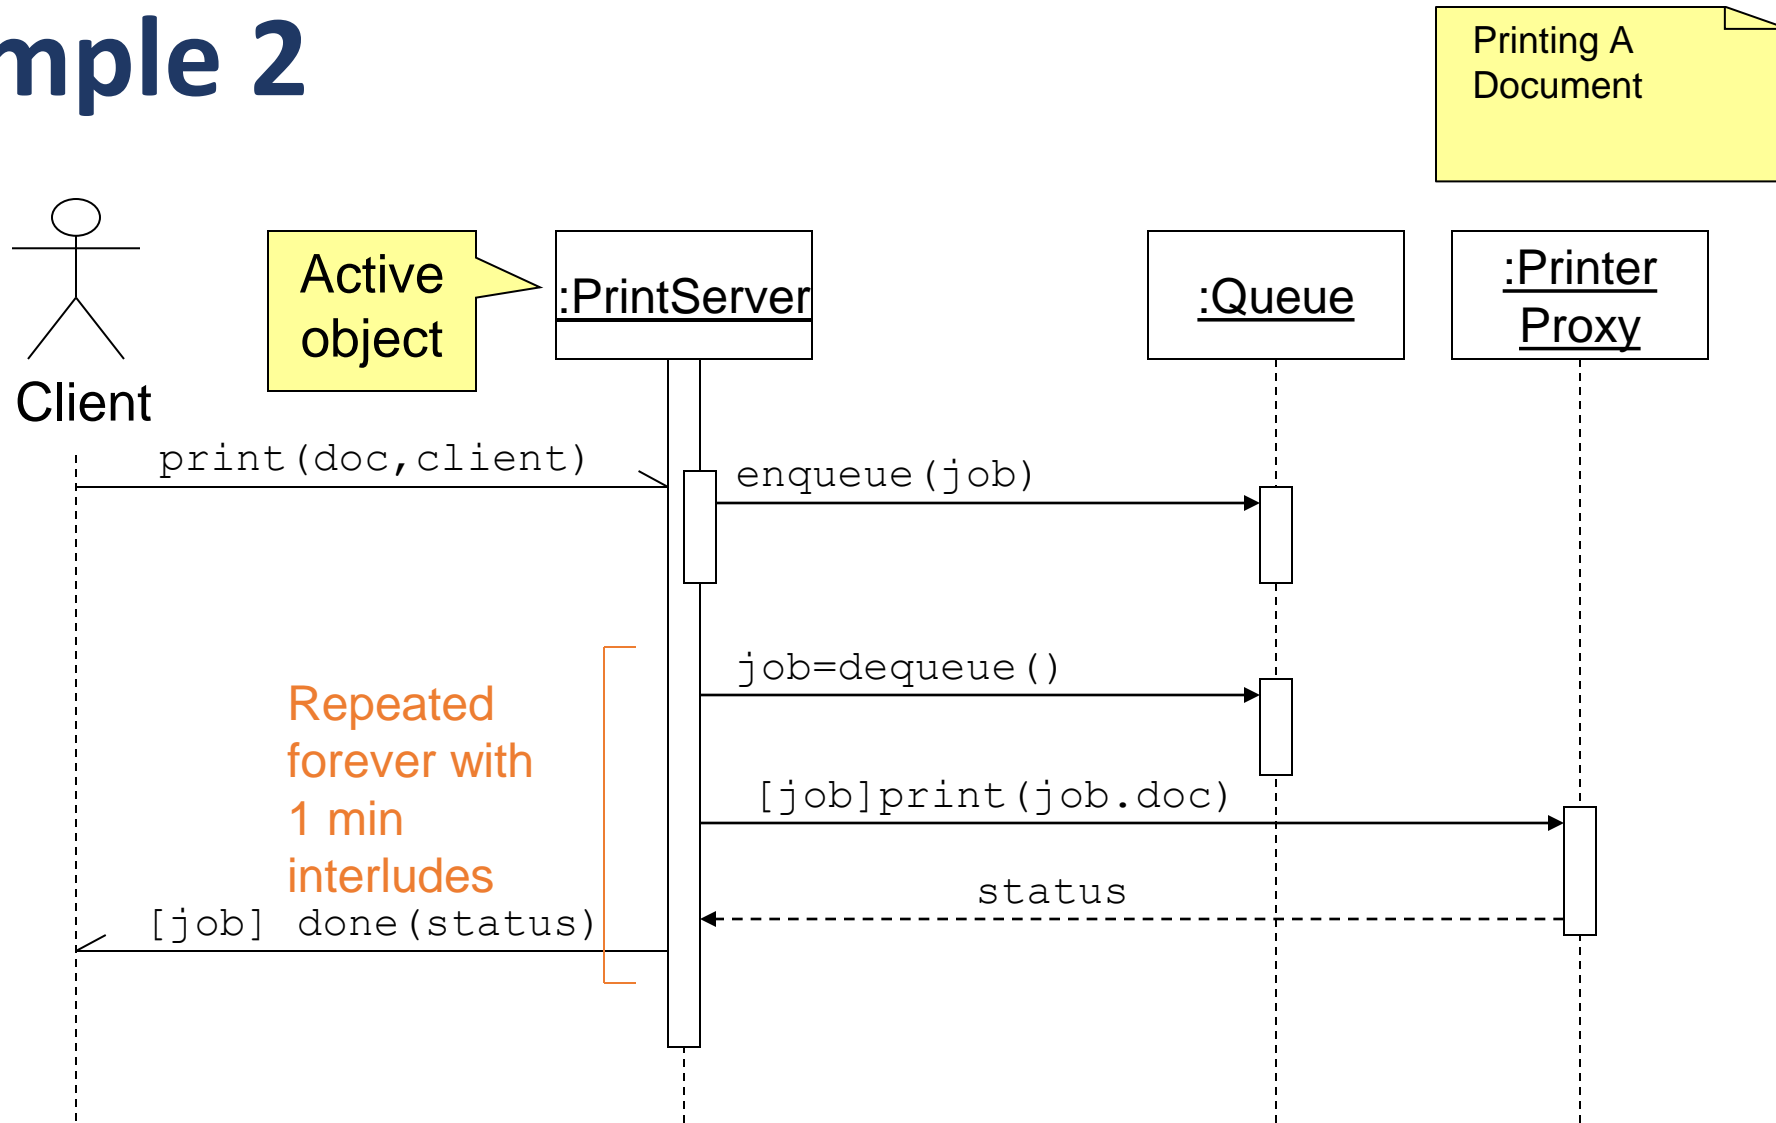 mple 2
Printing A
Document
Active
object
:PrintServer
:Queue
:Printer
Proxy
Client
print(doc,client)
enqueue(job)
job=dequeue()
Repeated
forever with
1 min
interludes
[job]print(job.doc)
status
[job] done(status)